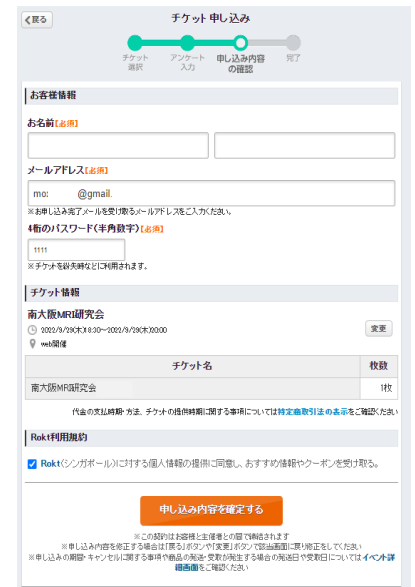 戻る
チケット申し込み
チケット
選択
アンケート
入力
申し込み内容
の確認
完了
お客様情報
お名前[必須]
メールアドレス[必須]
mo: @gmail.
※お申し込み完了メールを受け取るメールアドレスをご入力ください。
4桁のパスワード(半角数字)[必須]
1111
※チケットを紛失時などに利用されます。
チケット情報
南大阪MRI研究会
2022/9/29(木)18:30~2022/9/29(木)20:00
変更
web開催
チケット名 枚数
南大阪MRI研究会 1枚
代金の支払時期・方法、チケットの提供時期に関する事項については特定商取引法の表示をご確認ください
Rokt利用規約
Rokt(シンガポール)に対する個人情報の提供に同意し、おすすめ情報やクーポンを受け取る。
申し込み内容を確定する
※この契約はお客様と主催者との間で締結されます
※申し込み内容を修正する場合は「戻る」ボタンや「変更」ボタンで該当画面に戻り修正をしてください
※申し込みの期間・キャンセルに関する事項や商品の発送・受取が発生する場合の発送日や受取日についてはイベント詳
細画面をご確認ください